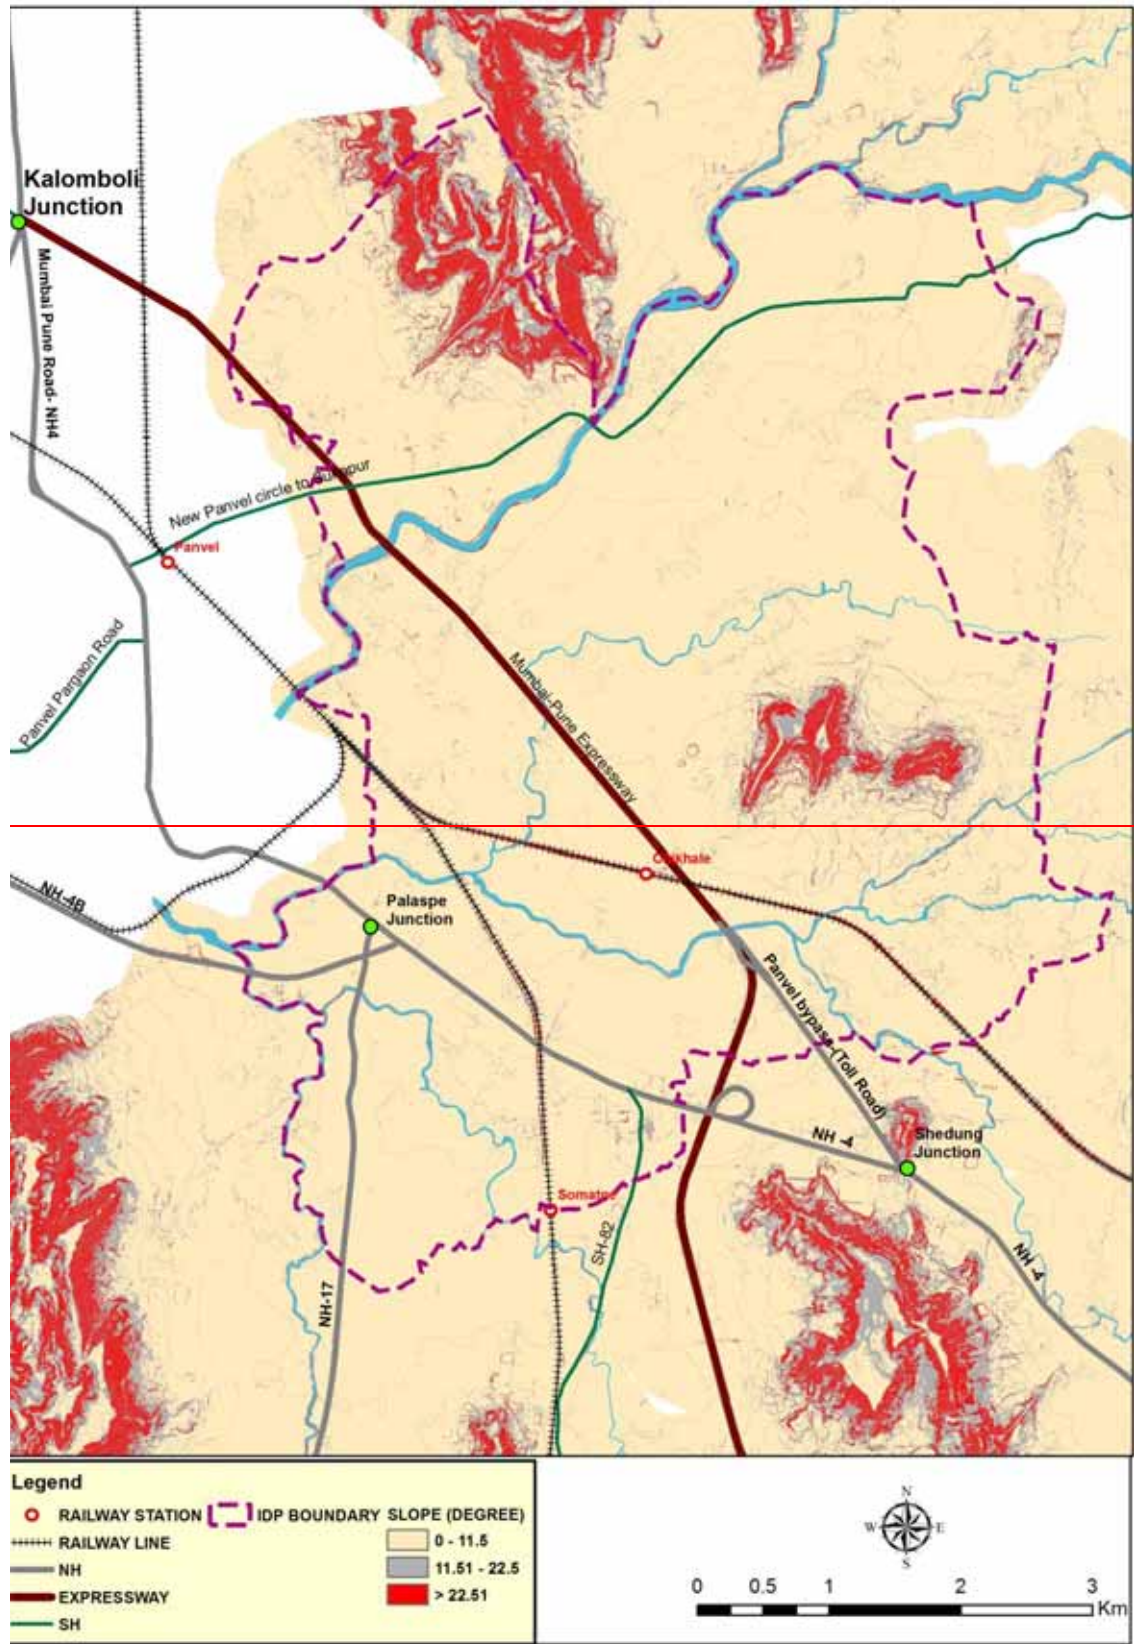 Kalomboli
Junction
Mumbai Pune Road- NH4
New Panvel circle to
Panvel
Panvel Pargaon Road
Mumbai-Pune Expressway
NH-4B
Palaspe
Junction
Panvel bypass-(Toll Road)
NH -4
Shedung
Junction
SH-82
NH-17
NH -4
Legend
RAILWAY STATION
IDP BOUNDARY
SLOPE (DEGREE)
RAILWAY LINE
0 - 11.5
NH
11.51 - 22.5
EXPRESSWAY
> 22.51
SH
N
W
E
S
0 0.5 1 2 3
Km